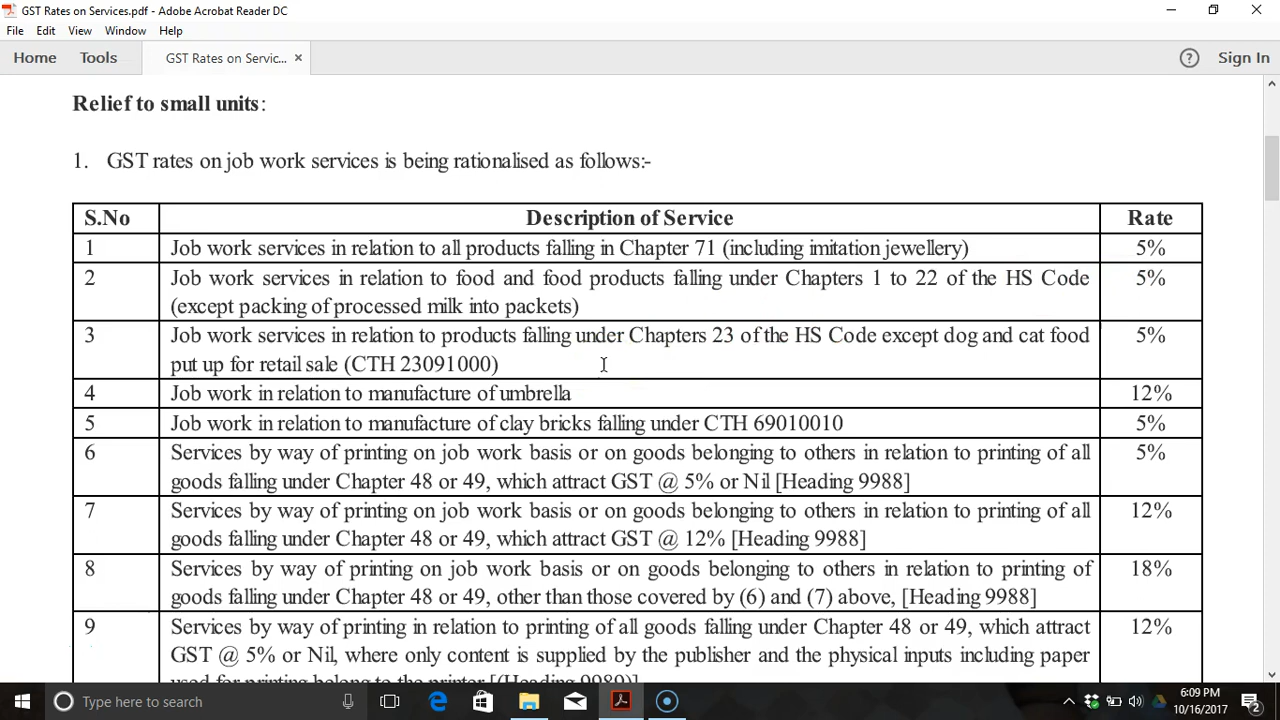 GST Rates on Services.pdf - Adobe Acrobat Reader DC
File Edit View Window Help
Home Tools GST Rates on Servic... × ? Sign In
Relief to small units:
1. GST rates on job work services is being rationalised as follows:-
S.No Description of Service Rate
1 Job work services in relation to all products falling in Chapter 71 (including imitation jewellery) 5%
2 Job work services in relation to food and food products falling under Chapters 1 to 22 of the HS Code 5%
(except packing of processed milk into packets)
3 Job work services in relation to products falling under Chapters 23 of the HS Code except dog and cat food 5%
put up for retail sale (CTH 23091000)
4 Job work in relation to manufacture of umbrella 12%
5 Job work in relation to manufacture of clay bricks falling under CTH 69010010 5%
6 Services by way of printing on job work basis or on goods belonging to others in relation to printing of all 5%
goods falling under Chapter 48 or 49, which attract GST @ 5% or Nil [Heading 9988]
7 Services by way of printing on job work basis or on goods belonging to others in relation to printing of all 12%
goods falling under Chapter 48 or 49, which attract GST @ 12% [Heading 9988]
8 Services by way of printing on job work basis or on goods belonging to others in relation to printing of 18%
goods falling under Chapter 48 or 49, other than those covered by (6) and (7) above, [Heading 9988]
9 Services by way of printing in relation to printing of all goods falling under Chapter 48 or 49, which attract 12%
GST @ 5% or Nil, where only content is supplied by the publisher and the physical inputs including paper
used for printing belong to the printer [(Heading 9989)]
Type here to search
6:09 PM
10/16/2017
2